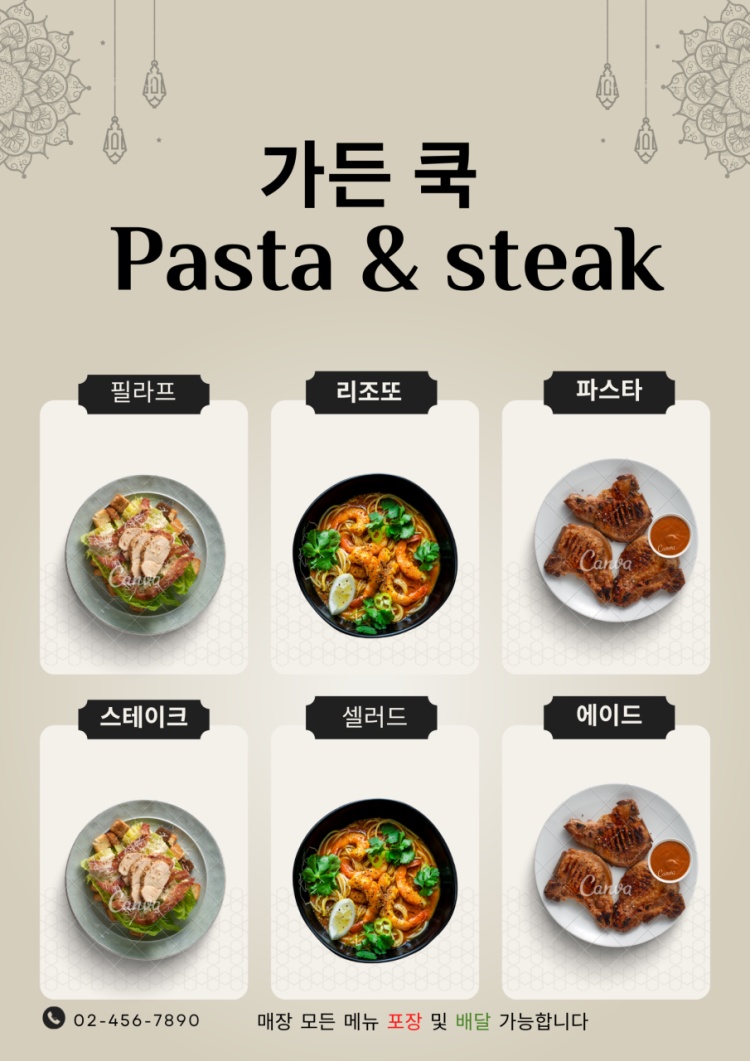 가든 쿡
Pasta & steak
필라프 리조또 파스타
Canva Canva
스테이크 셀러드 에이드
Canva Canva
02-456-7890 매장 모든 메뉴 포장 및 배달 가능합니다